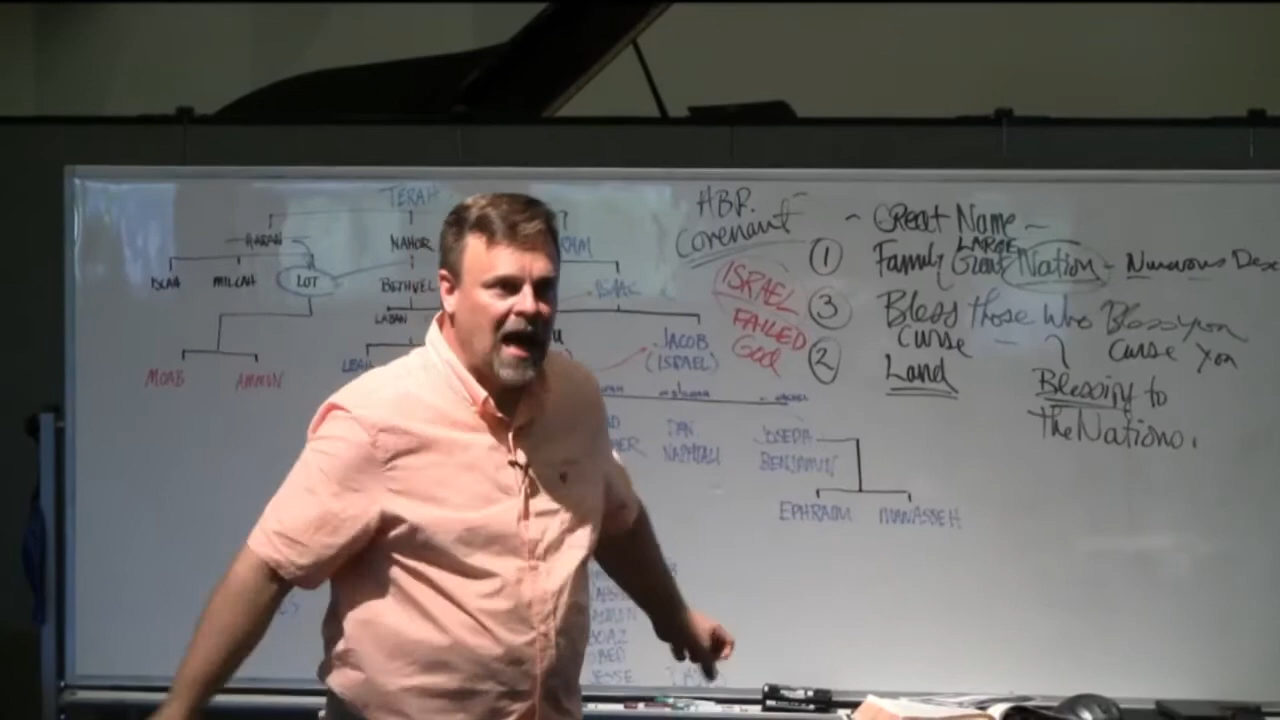 TERAH
HARAN
NAHOR
ISCAH
MILCAH
LOT
BETHUEL
ISAAC
LABAN
LEAH
MOAB
AMMON
JACOB
(ISRAEL)
DAN
NAPHTALI
JOSEPH
BENJAMIN
EPHRAIM
MANASSEH
BOAZ
OBED
JESSE
ABR.
Covenant
ISRAEL
FAILED
God
~ Great Name ~
① Family LARGE Great Nation - Numerous Des
③ Bless those who Bless you
curse curse you
② Land
Blessing to
the Nations.